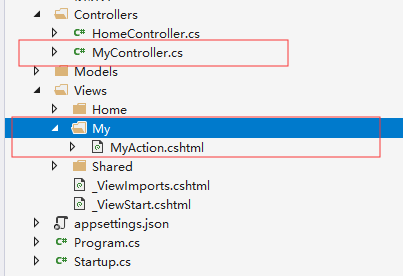 Controllers
C# HomeController.cs
C# MyController.cs
Models
Views
Home
My
MyAction.cshtml
Shared
_ViewImports.cshtml
_ViewStart.cshtml
appsettings.json
C# Program.cs
C# Startup.cs